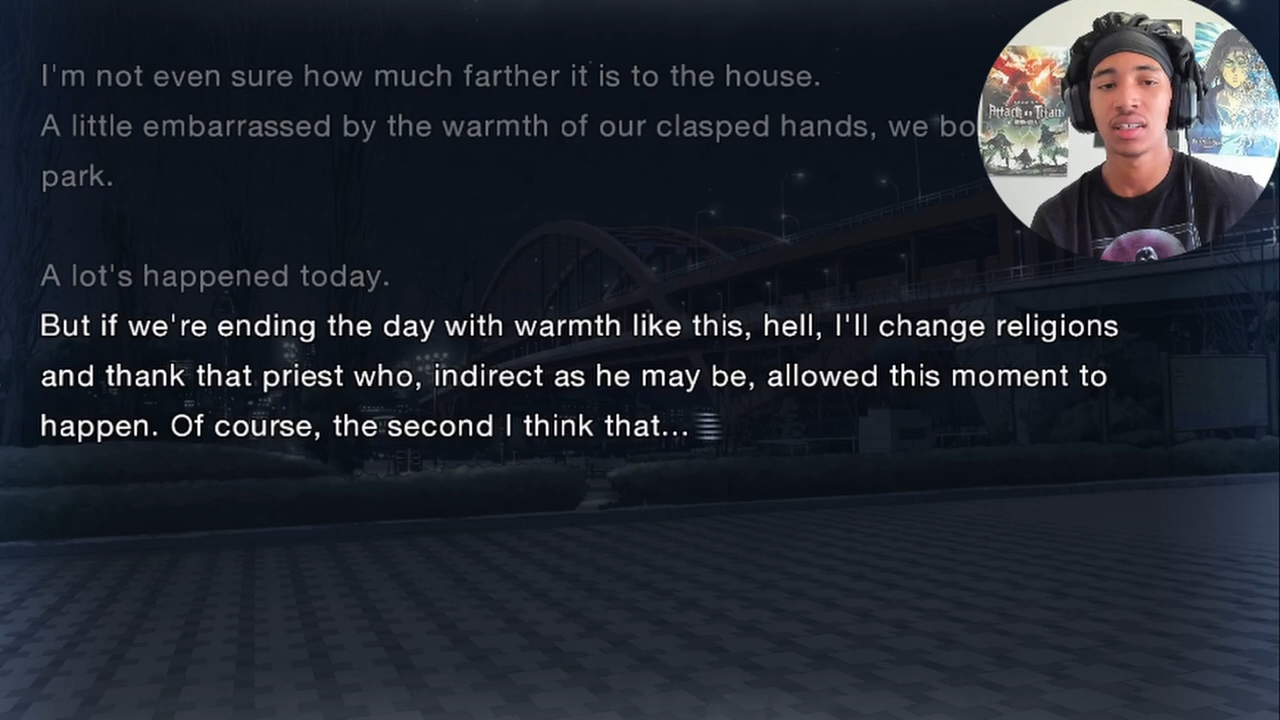 I'm not even sure how much farther it is to the house.
A little embarrassed by the warmth of our clasped hands, we
park.
A lot's happened today.
But if we're ending the day with warmth like this, hell, I'll change religions
and thank that priest who, indirect as he may be, allowed this moment to
happen. Of course, the second I think that...
Attack on Titan